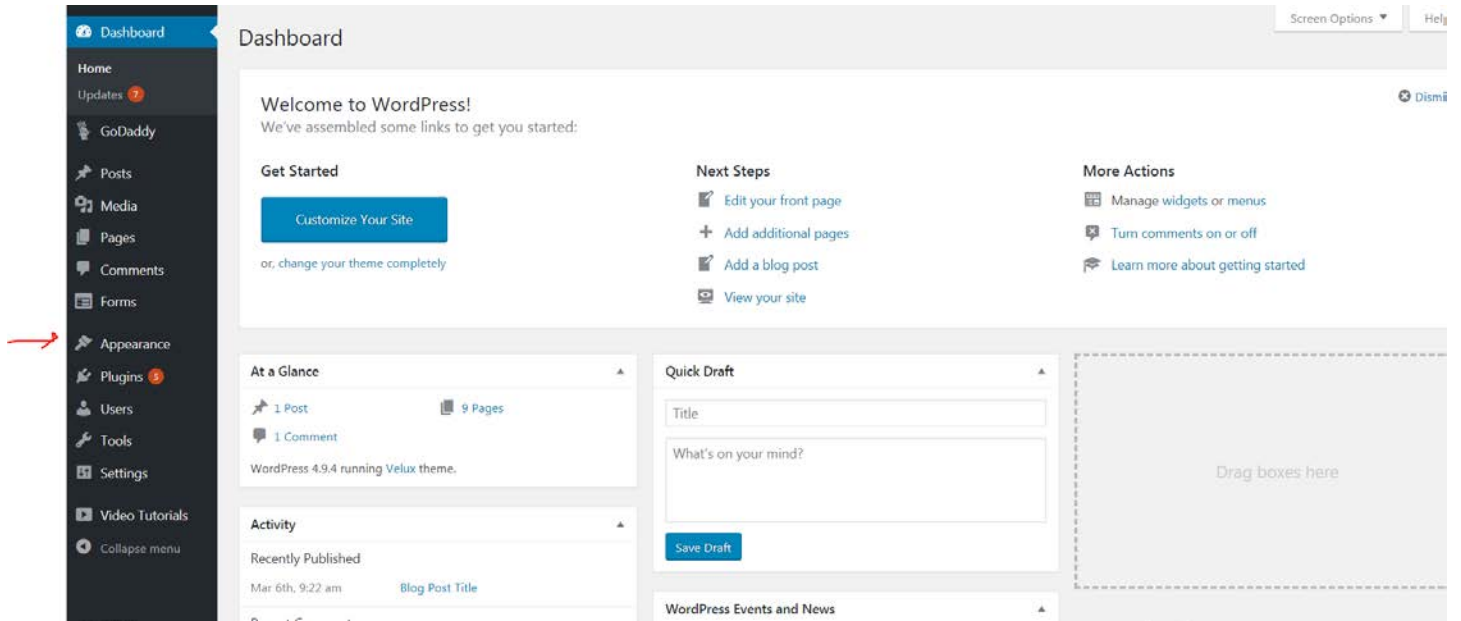 Dashboard
Home
Updates 7
GoDaddy
Posts
Media
Pages
Comments
Forms
Appearance
Plugins 5
Users
Tools
Settings
Video Tutorials
Collapse menu
Screen Options
Help
Dashboard
Welcome to WordPress!
We've assembled some links to get you started:
Get Started
Customize Your Site
or, change your theme completely
Next Steps
Edit your front page
Add additional pages
Add a blog post
View your site
More Actions
Manage widgets or menus
Turn comments on or off
Learn more about getting started
At a Glance
1 Post
9 Pages
1 Comment
WordPress 4.9.4 running Velux theme.
Activity
Recently Published
Mar 6th, 9:22 am Blog Post Title
Quick Draft
Title
What's on your mind?
Save Draft
WordPress Events and News
Drag boxes here